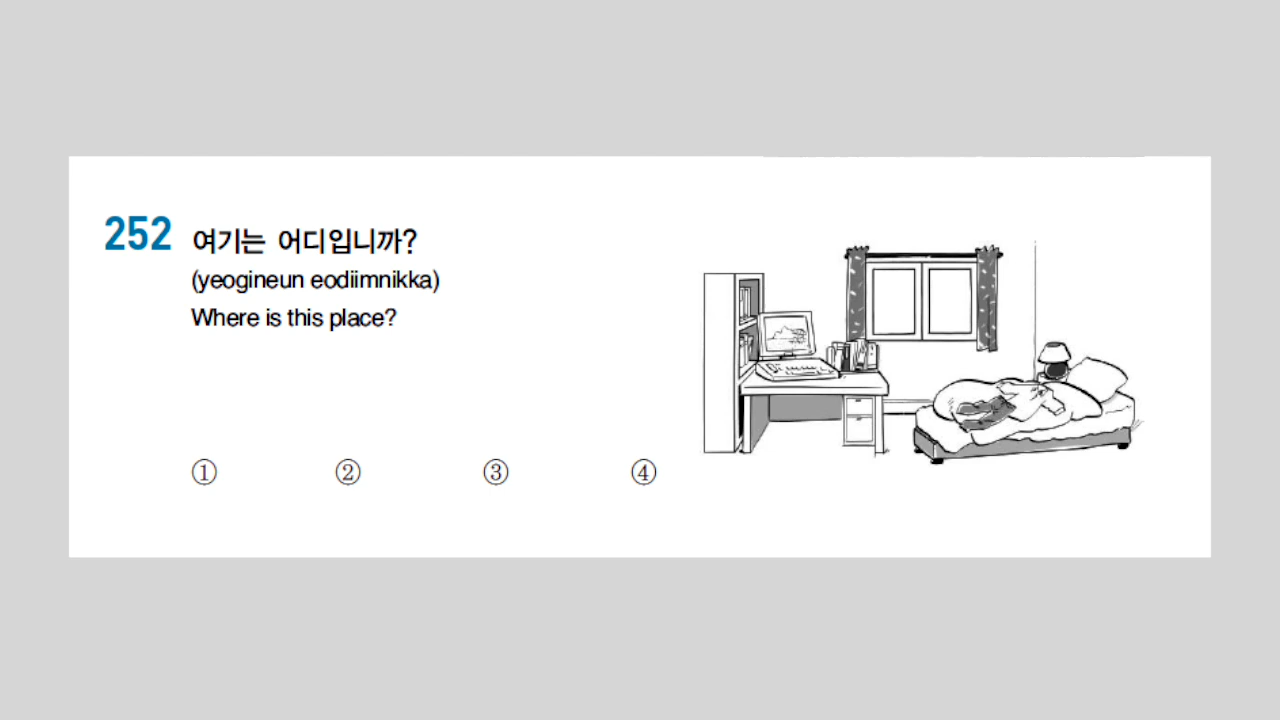 252 여기는 어디입니까?
(yeogineun eodiimnikka)
Where is this place?
① ② ③ ④